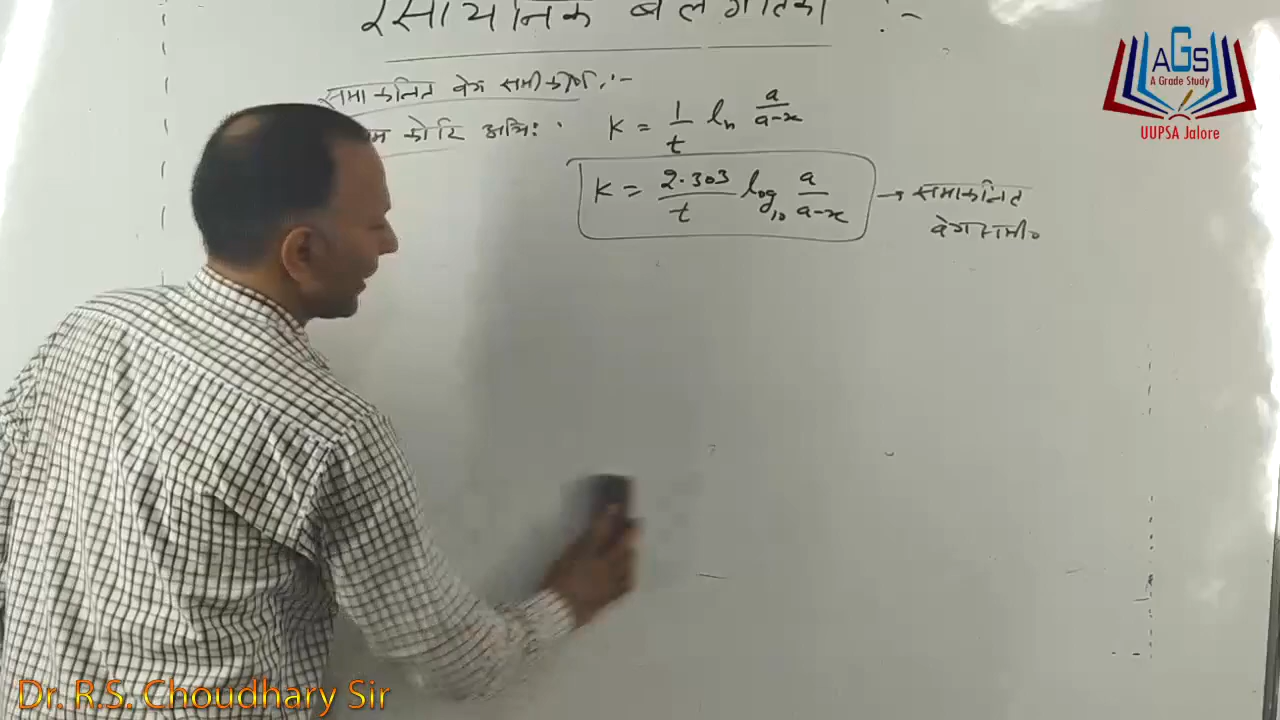 रसायनिक बलगतिकी :-
समाकलित वेग समीकरण :-
म कोटि अभि:
K = 1/t ln a/a-x
K = 2.303/t log₁₀ a/a-x → समाकलित
वेग समी०
AGS
A Grade Study
UUPSA Jalore
Dr. R.S. Choudhary Sir